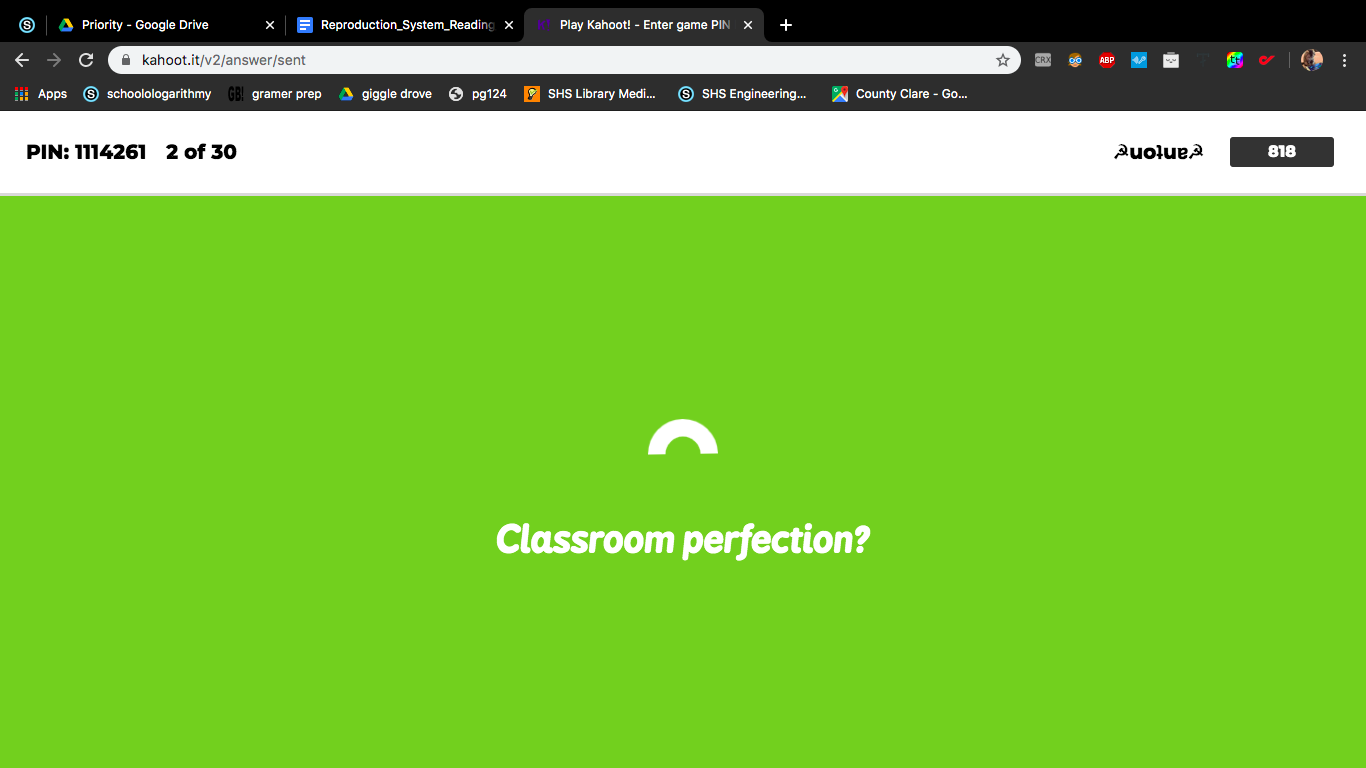 Priority - Google Drive
Reproduction_System_Reading
Play Kahoot! - Enter game PIN
kahoot.it/v2/answer/sent
CRX
ABP
Apps
schoolologarithmy
GB!
gramer prep
giggle drove
pg124
SHS Library Medi...
SHS Engineering...
County Clare - Go...
PIN: 1114261
2 of 30
☭ɐnʇou☭
818
Classroom perfection?